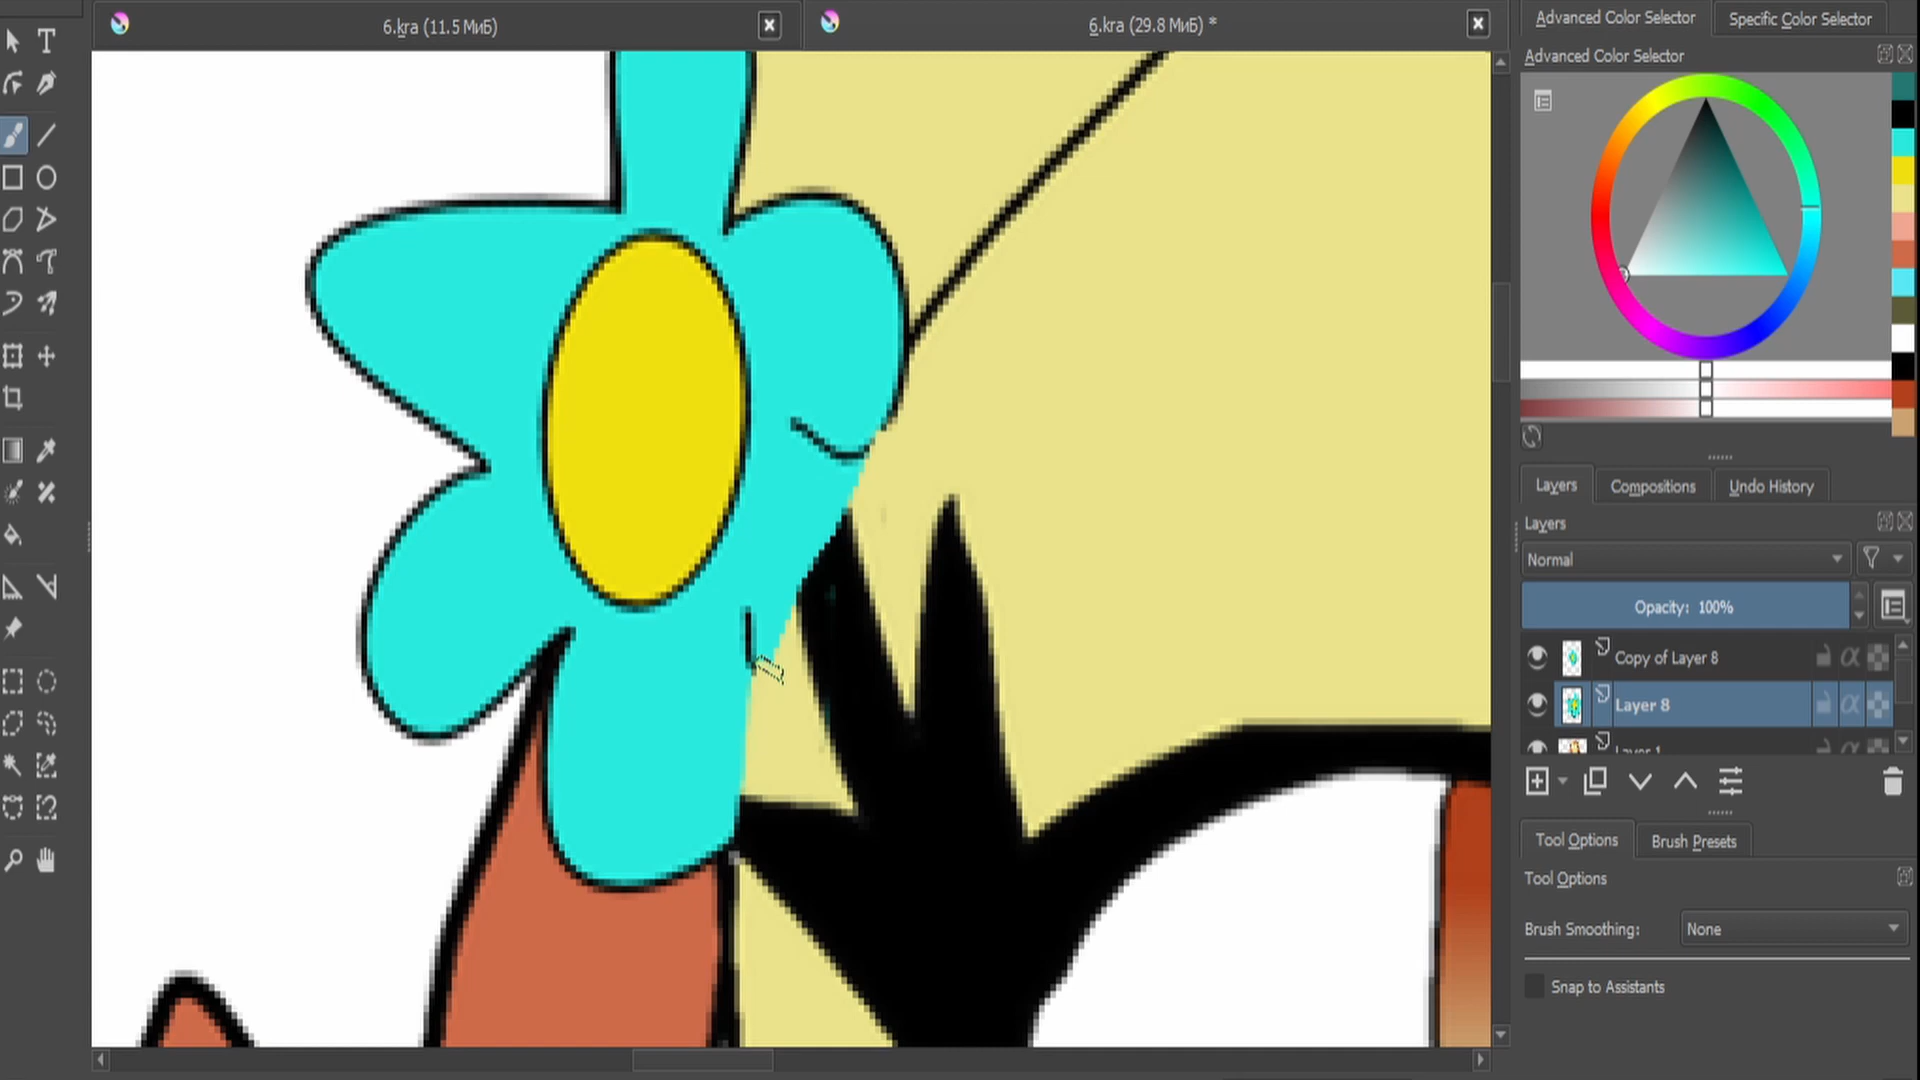 6.kra (11.5 МиБ)
6.kra (29.8 МиБ) *
Advanced Color Selector
Specific Color Selector
Advanced Color Selector
Layers
Compositions
Undo History
Layers
Normal
Opacity: 100%
Copy of Layer 8
Layer 8
Layer 1
Tool Options
Brush Presets
Tool Options
Brush Smoothing:
None
Snap to Assistants